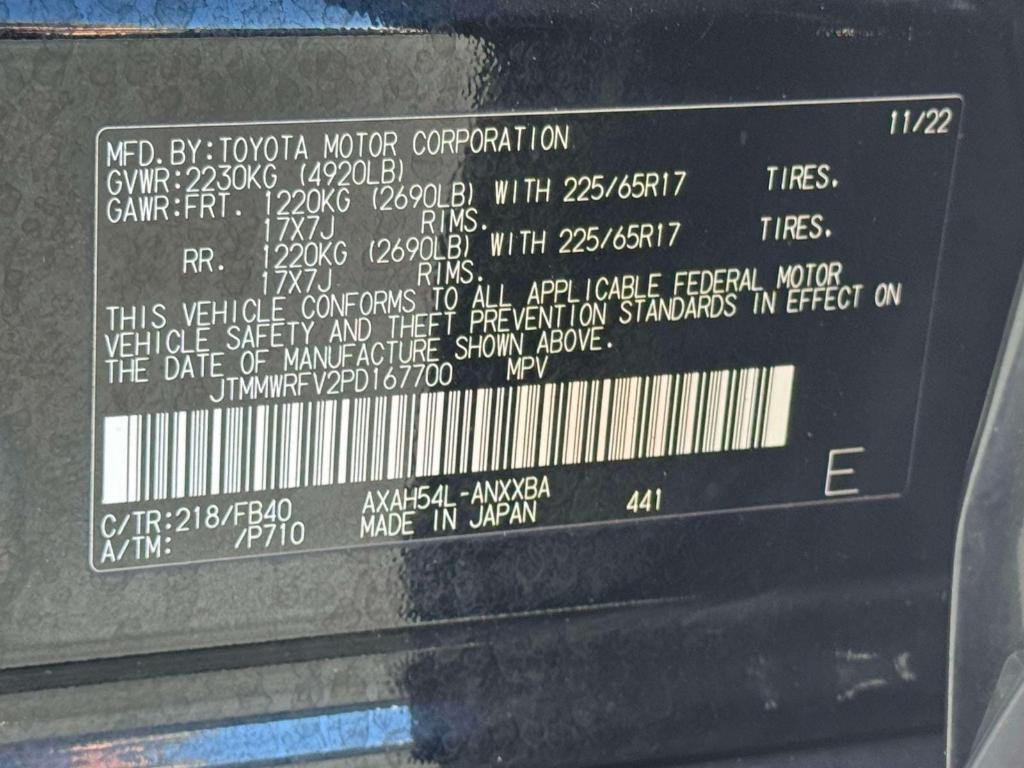 11/22
MFD.BY:TOYOTA MOTOR CORPORATION
GVWR:2230KG (4920LB)
GAWR:FRT. 1220KG (2690LB) WITH 225/65R17 TIRES.
17X7J RIMS.
RR. 1220KG (2690LB) WITH 225/65R17 TIRES.
17X7J RIMS.
THIS VEHICLE CONFORMS TO ALL APPLICABLE FEDERAL MOTOR
VEHICLE SAFETY AND THEFT PREVENTION STANDARDS IN EFFECT ON
THE DATE OF MANUFACTURE SHOWN ABOVE.
JTMMWRFV2PD167700 MPV
E
C/TR:218/FB40 AXAH54L-ANXXBA 441
A/TM: /P710 MADE IN JAPAN